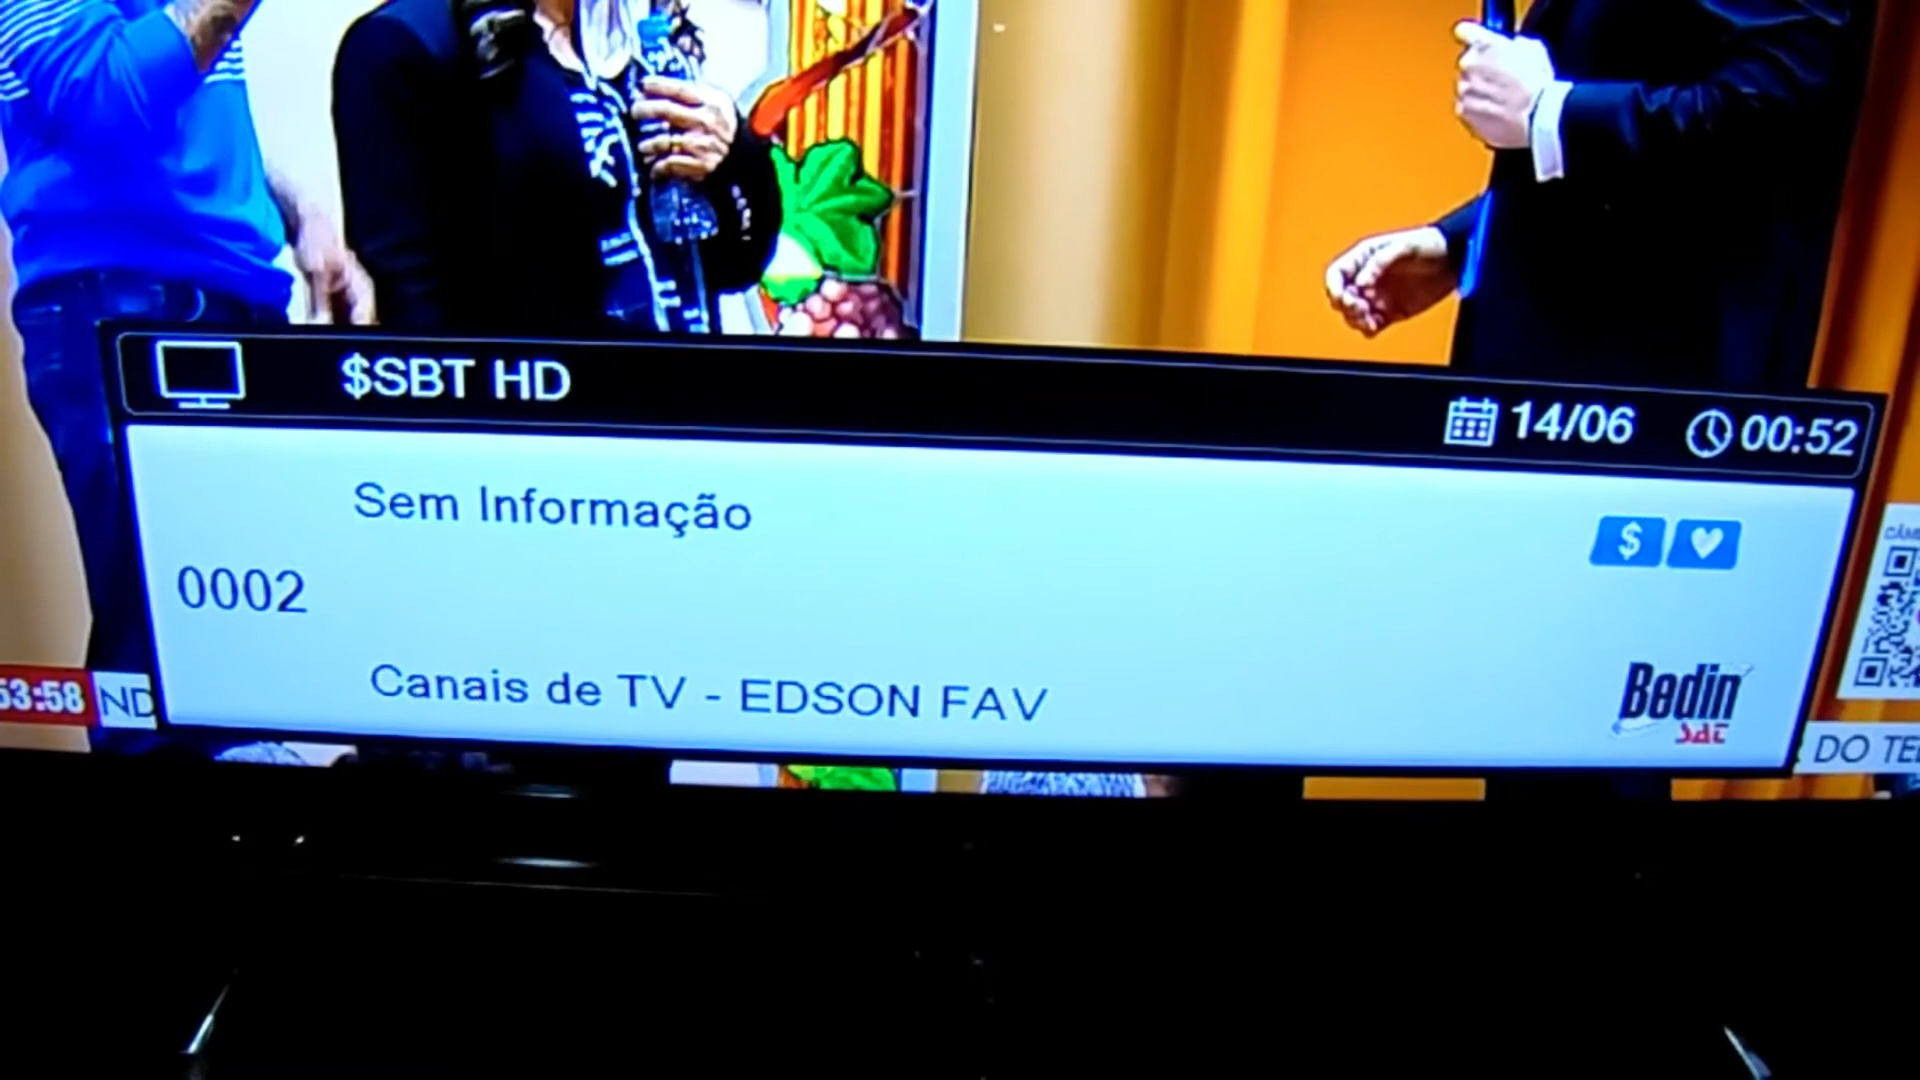 $SBT HD
14/06
00:52
Sem Informação
$
0002
Canais de TV - EDSON FAV
Bedin
Sat
53:58
ND
DO TE